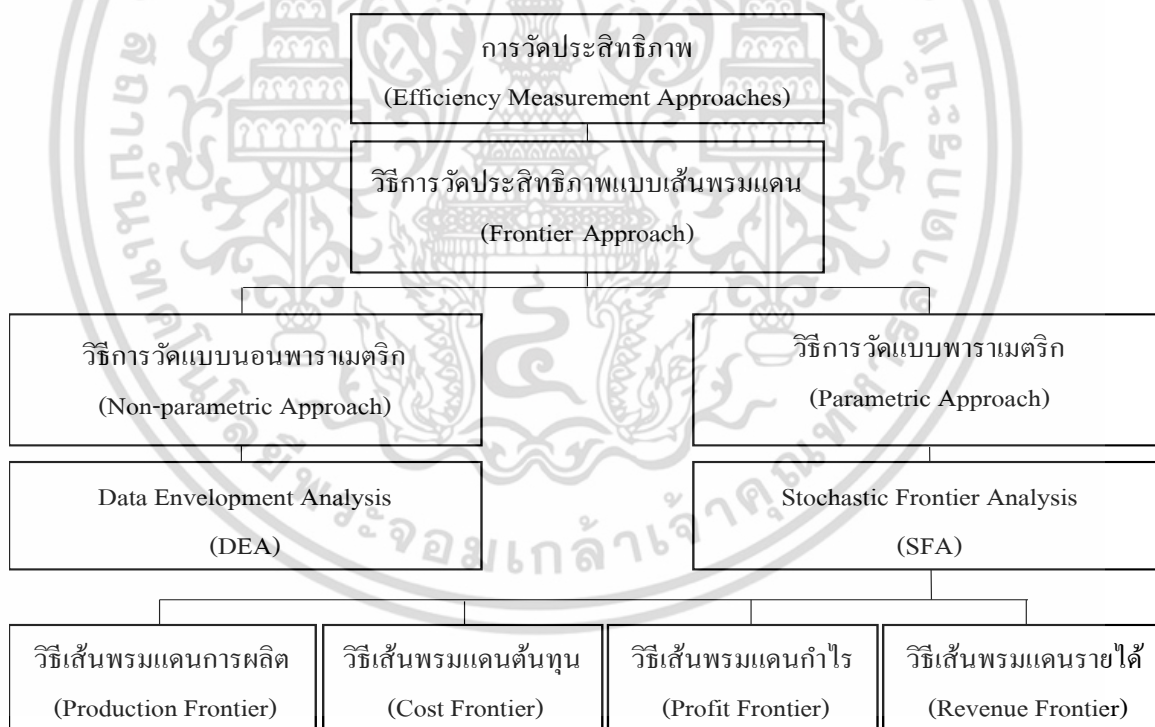 การวัดประสิทธิภาพ
(Efficiency Measurement Approaches)
วิธีการวัดประสิทธิภาพแบบเส้นพรมแดน
(Frontier Approach)
วิธีการวัดแบบนอนพาราเมตริก
(Non-parametric Approach)
วิธีการวัดแบบพาราเมตริก
(Parametric Approach)
Data Envelopment Analysis
(DEA)
Stochastic Frontier Analysis
(SFA)
วิธีเส้นพรมแดนการผลิต
(Production Frontier)
วิธีเส้นพรมแดนต้นทุน
(Cost Frontier)
วิธีเส้นพรมแดนกำไร
(Profit Frontier)
วิธีเส้นพรมแดนรายได้
(Revenue Frontier)